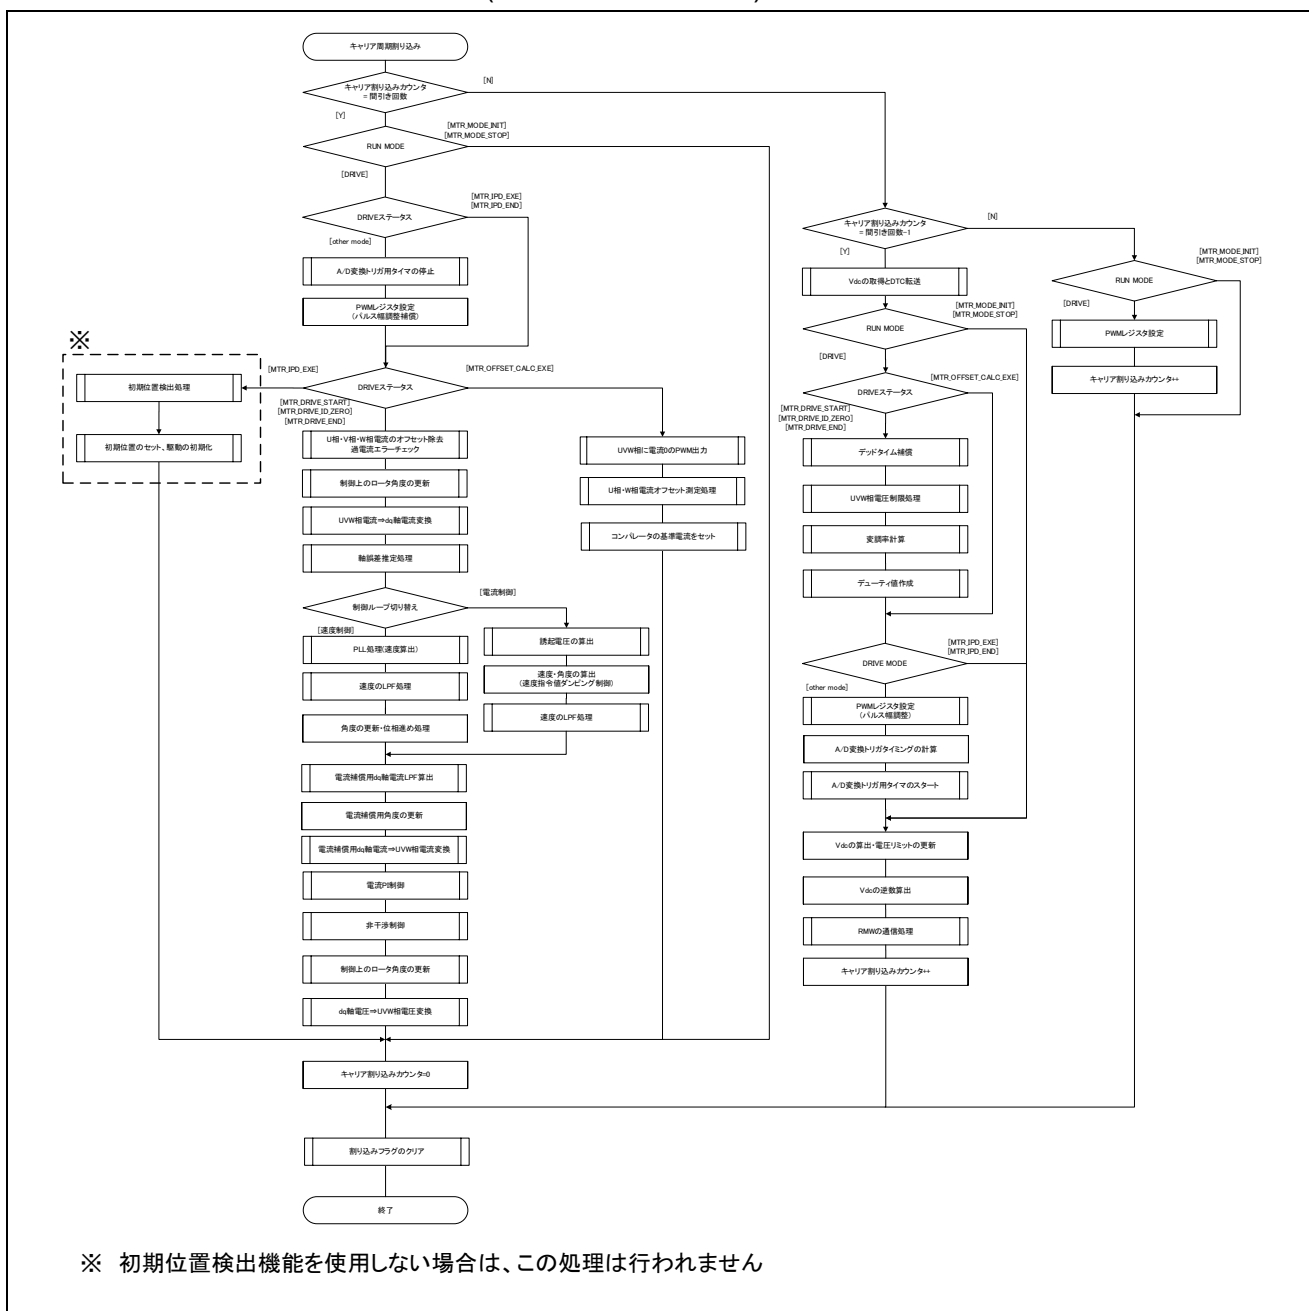 キャリア周期割り込み
キャリア割り込みカウンタ
= 間引き回数
[N]
[Y]
RUN MODE
[MTR_MODE_INIT]
[MTR_MODE_STOP]
[DRIVE]
DRIVEステータス
[MTR_IPD_EXE]
[MTR_IPD_END]
[other mode]
A/D変換トリガ用タイマの停止
PWMレジスタ設定
(パルス幅調整補償)
※
[MTR_IPD_EXE]
DRIVEステータス
[MTR_OFFSET_CALC_EXE]
初期位置検出処理
初期位置のセット、駆動の初期化
[MTR_DRIVE_START]
[MTR_DRIVE_ID_ZERO]
[MTR_DRIVE_END]
U相・V相・W相電流のオフセット除去
過電流エラーチェック
制御上のロータ角度の更新
UVW相電流⇒dq軸電流変換
軸誤差推定処理
UVW相に電流0のPWM出力
U相・W相電流オフセット測定処理
コンパレータの基準電流をセット
制御ループ切り替え
[電流制御]
[速度制御]
PLL処理(速度算出)
速度のLPF処理
角度の更新・位相進め処理
誘起電圧の算出
速度・角度の算出
(速度指令値ダンピング制御)
速度のLPF処理
電流補償用dq軸電流LPF算出
電流補償用角度の更新
電流補償用dq軸電流⇒UVW相電流変換
電流PI制御
非干渉制御
制御上のロータ角度の更新
dq軸電圧⇒UVW相電圧変換
キャリア割り込みカウンタ=0
割り込みフラグのクリア
終了
キャリア割り込みカウンタ
= 間引き回数-1
[N]
[Y]
Vdcの取得とDTC転送
RUN MODE
[MTR_MODE_INIT]
[MTR_MODE_STOP]
[DRIVE]
DRIVEステータス
[MTR_OFFSET_CALC_EXE]
[MTR_DRIVE_START]
[MTR_DRIVE_ID_ZERO]
[MTR_DRIVE_END]
デッドタイム補償
UVW相電圧制限処理
変調率計算
デューティ値作成
DRIVE MODE
[MTR_IPD_EXE]
[MTR_IPD_END]
[other mode]
PWMレジスタ設定
(パルス幅調整)
A/D変換トリガタイミングの計算
A/D変換トリガ用タイマのスタート
Vdcの算出・電圧リミットの更新
Vdcの逆数算出
RMWの通信処理
キャリア割り込みカウンタ++
RUN MODE
[MTR_MODE_INIT]
[MTR_MODE_STOP]
[DRIVE]
PWMレジスタ設定
キャリア割り込みカウンタ++
※ 初期位置検出機能を使用しない場合は、この処理は行われません